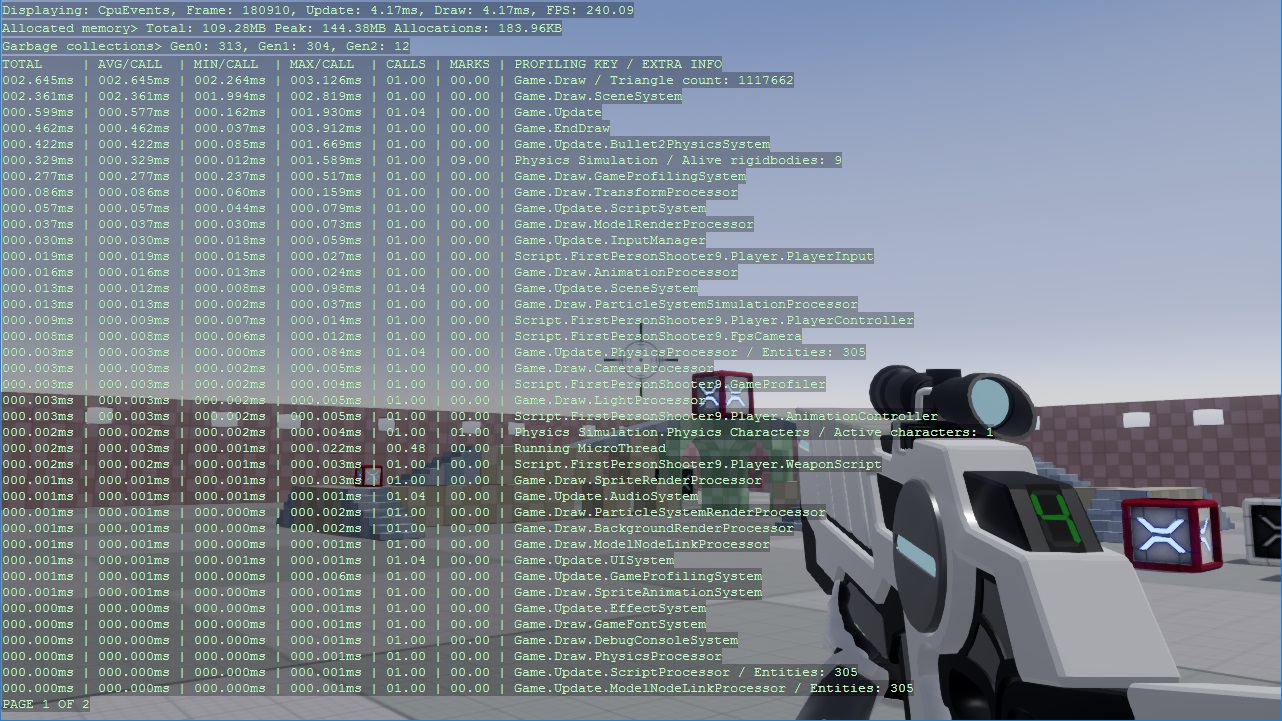 Displaying: CpuEvents, Frame: 180910, Update: 4.17ms, Draw: 4.17ms, FPS: 240.09
Allocated memory> Total: 109.28MB Peak: 144.38MB Allocations: 183.96KB
Garbage collections> Gen0: 313, Gen1: 304, Gen2: 12
TOTAL | AVG/CALL | MIN/CALL | MAX/CALL | CALLS | MARKS | PROFILING KEY / EXTRA INFO
002.645ms | 002.645ms | 002.264ms | 003.126ms | 01.00 | 00.00 | Game.Draw / Triangle count: 1117662
002.361ms | 002.361ms | 001.994ms | 002.819ms | 01.00 | 00.00 | Game.Draw.SceneSystem
000.599ms | 000.577ms | 000.162ms | 001.930ms | 01.04 | 00.00 | Game.Update
000.462ms | 000.462ms | 000.037ms | 003.912ms | 01.00 | 00.00 | Game.EndDraw
000.422ms | 000.422ms | 000.085ms | 001.669ms | 01.00 | 00.00 | Game.Update.Bullet2PhysicsSystem
000.329ms | 000.329ms | 000.012ms | 001.589ms | 01.00 | 09.00 | Physics Simulation / Alive rigidbodies: 9
000.277ms | 000.277ms | 000.237ms | 000.517ms | 01.00 | 00.00 | Game.Draw.GameProfilingSystem
000.086ms | 000.086ms | 000.060ms | 000.159ms | 01.00 | 00.00 | Game.Draw.TransformProcessor
000.057ms | 000.057ms | 000.044ms | 000.079ms | 01.00 | 00.00 | Game.Update.ScriptSystem
000.037ms | 000.037ms | 000.030ms | 000.073ms | 01.00 | 00.00 | Game.Draw.ModelRenderProcessor
000.030ms | 000.030ms | 000.018ms | 000.059ms | 01.00 | 00.00 | Game.Update.InputManager
000.019ms | 000.019ms | 000.015ms | 000.027ms | 01.00 | 00.00 | Script.FirstPersonShooter9.Player.PlayerInput
000.016ms | 000.016ms | 000.013ms | 000.024ms | 01.00 | 00.00 | Game.Draw.AnimationProcessor
000.013ms | 000.012ms | 000.008ms | 000.098ms | 01.04 | 00.00 | Game.Update.SceneSystem
000.013ms | 000.013ms | 000.002ms | 000.037ms | 01.00 | 00.00 | Game.Draw.ParticleSystemSimulationProcessor
000.009ms | 000.009ms | 000.007ms | 000.014ms | 01.00 | 00.00 | Script.FirstPersonShooter9.Player.PlayerController
000.008ms | 000.008ms | 000.006ms | 000.012ms | 01.00 | 00.00 | Script.FirstPersonShooter9.FpsCamera
000.003ms | 000.003ms | 000.000ms | 000.084ms | 01.04 | 00.00 | Game.Update.PhysicsProcessor / Entities: 305
000.003ms | 000.003ms | 000.002ms | 000.005ms | 01.00 | 00.00 | Game.Draw.CameraProcessor
000.003ms | 000.003ms | 000.002ms | 000.004ms | 01.00 | 00.00 | Script.FirstPersonShooter9.GameProfiler
000.003ms | 000.003ms | 000.002ms | 000.005ms | 01.00 | 00.00 | Game.Draw.LightProcessor
000.003ms | 000.003ms | 000.002ms | 000.005ms | 01.00 | 00.00 | Script.FirstPersonShooter9.Player.AnimationController
000.002ms | 000.002ms | 000.002ms | 000.004ms | 01.00 | 01.00 | Physics Simulation.Physics Characters / Active characters: 1
000.002ms | 000.002ms | 000.001ms | 000.022ms | 00.48 | 00.00 | Running MicroThread
000.002ms | 000.002ms | 000.001ms | 000.003ms | 01.00 | 00.00 | Script.FirstPersonShooter9.Player.WeaponScript
000.001ms | 000.001ms | 000.001ms | 000.003ms | 01.00 | 00.00 | Game.Draw.SpriteRenderProcessor
000.001ms | 000.001ms | 000.000ms | 000.001ms | 01.04 | 00.00 | Game.Update.AudioSystem
000.001ms | 000.001ms | 000.000ms | 000.002ms | 01.00 | 00.00 | Game.Draw.ParticleSystemRenderProcessor
000.001ms | 000.001ms | 000.000ms | 000.002ms | 01.00 | 00.00 | Game.Draw.BackgroundRenderProcessor
000.001ms | 000.001ms | 000.000ms | 000.001ms | 01.00 | 00.00 | Game.Draw.ModelNodeLinkProcessor
000.001ms | 000.001ms | 000.000ms | 000.001ms | 01.04 | 00.00 | Game.Update.UISystem
000.001ms | 000.001ms | 000.000ms | 000.006ms | 01.00 | 00.00 | Game.Update.GameProfilingSystem
000.001ms | 000.001ms | 000.000ms | 000.001ms | 01.00 | 00.00 | Game.Draw.SpriteAnimationSystem
000.000ms | 000.000ms | 000.000ms | 000.001ms | 01.00 | 00.00 | Game.Update.EffectSystem
000.000ms | 000.000ms | 000.000ms | 000.001ms | 01.00 | 00.00 | Game.Draw.GameFontSystem
000.000ms | 000.000ms | 000.000ms | 000.001ms | 01.00 | 00.00 | Game.Draw.DebugConsoleSystem
000.000ms | 000.000ms | 000.000ms | 000.001ms | 01.00 | 00.00 | Game.Draw.PhysicsProcessor
000.000ms | 000.000ms | 000.000ms | 000.001ms | 01.00 | 00.00 | Game.Update.ScriptProcessor / Entities: 305
000.000ms | 000.000ms | 000.000ms | 000.001ms | 01.00 | 00.00 | Game.Update.ModelNodeLinkProcessor / Entities: 305
PAGE 1 OF 2
4